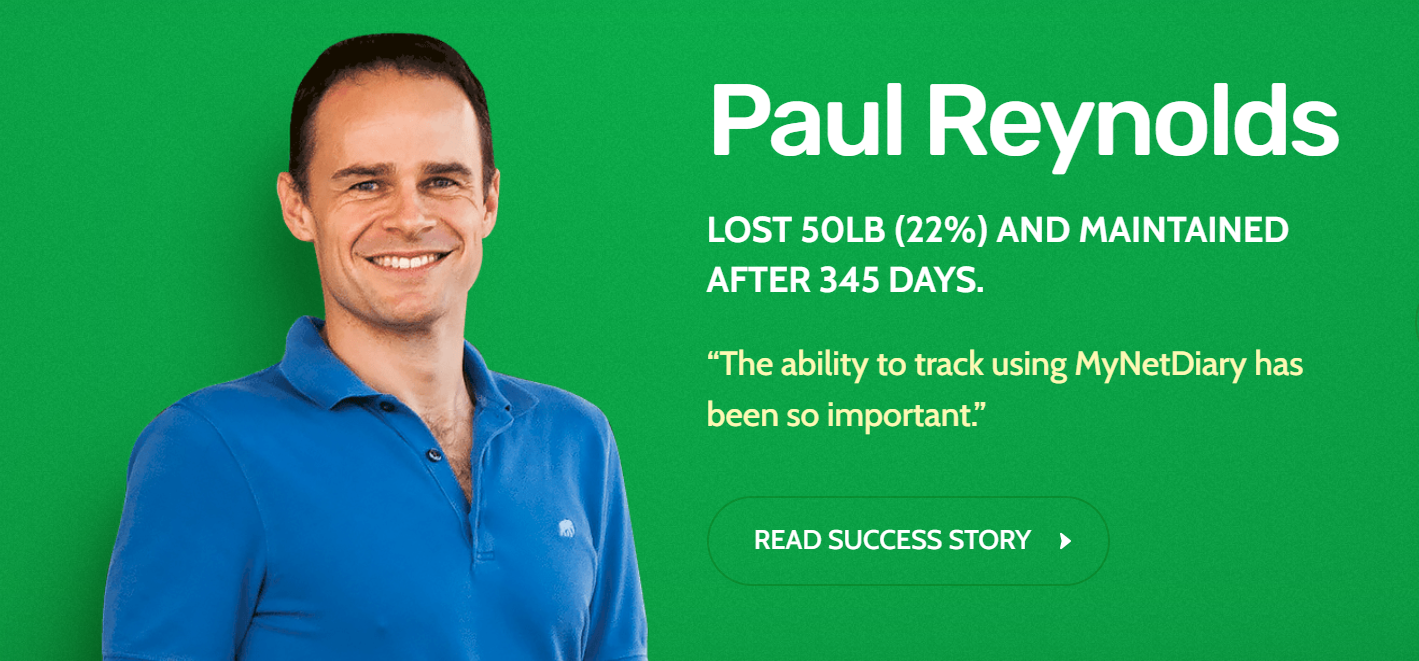 Paul Reynolds
LOST 50LB (22%) AND MAINTAINED
AFTER 345 DAYS.
“The ability to track using MyNetDiary has
been so important.”
READ SUCCESS STORY